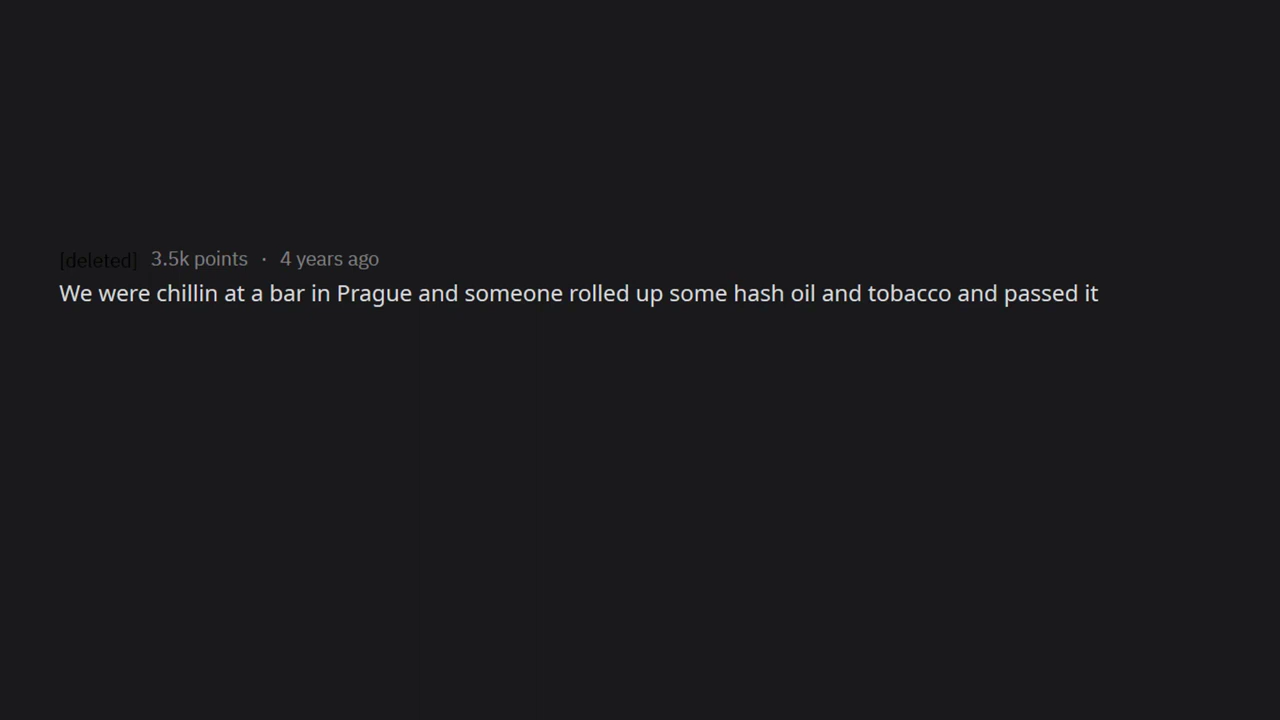 [deleted] 3.5k points · 4 years ago
We were chillin at a bar in Prague and someone rolled up some hash oil and tobacco and passed it